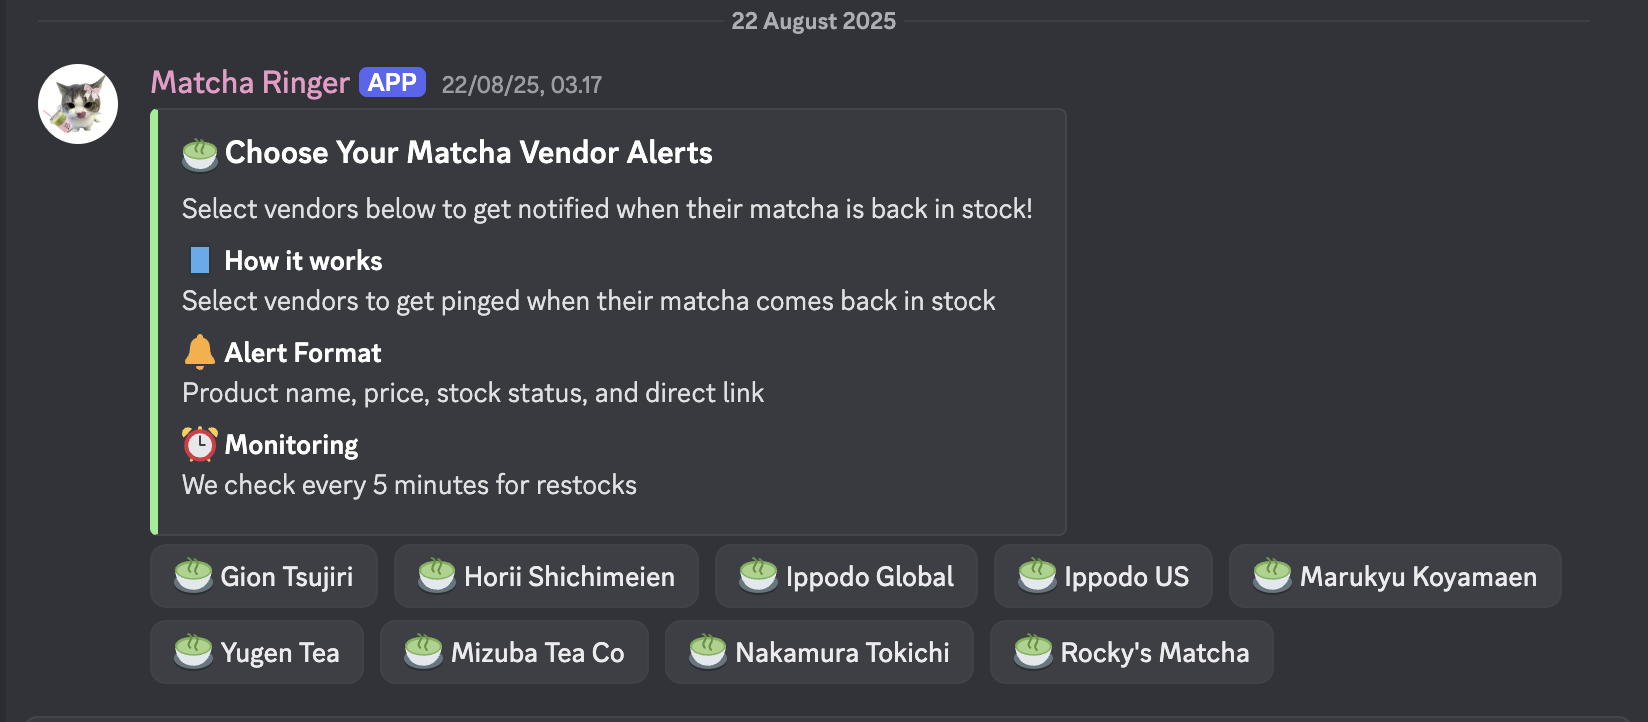 22 August 2025
Matcha Ringer APP 22/08/25, 03.17
Choose Your Matcha Vendor Alerts
Select vendors below to get notified when their matcha is back in stock!
How it works
Select vendors to get pinged when their matcha comes back in stock
Alert Format
Product name, price, stock status, and direct link
Monitoring
We check every 5 minutes for restocks
Gion Tsujiri Horii Shichimeien Ippodo Global Ippodo US Marukyu Koyamaen
Yugen Tea Mizuba Tea Co Nakamura Tokichi Rocky's Matcha